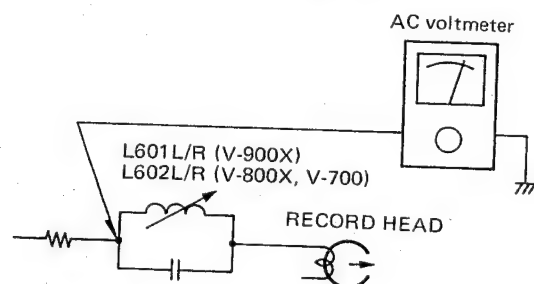 AC voltmeter
L601L/R (V-900X)
L602L/R (V-800X, V-700)
RECORD HEAD